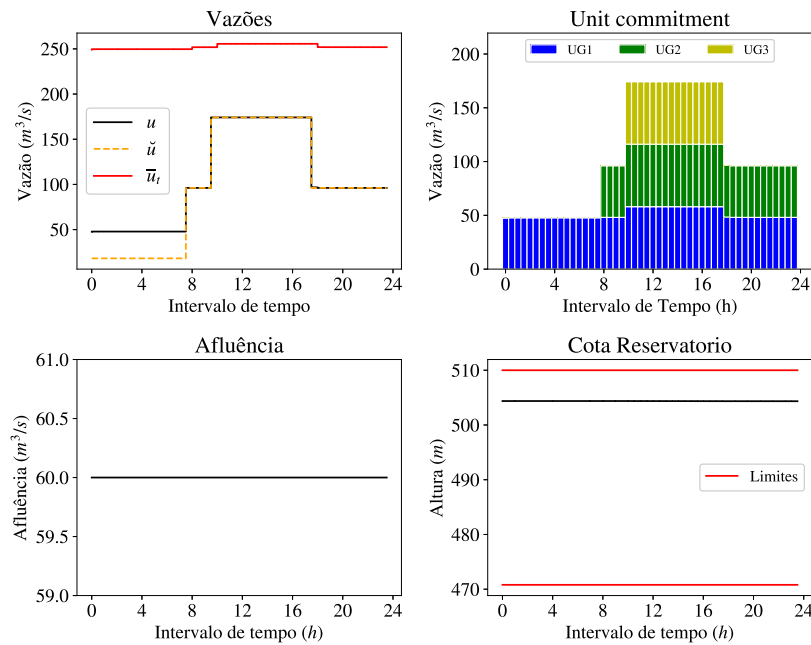 Vazões
Vazão (m³/s)
250
200
150
100
50
u
ŭ
u̅ₜ
0 4 8 12 16 20 24
Intervalo de tempo
Unit commitment
Vazão (m³/s)
200
150
100
50
0
UG1 UG2 UG3
0 4 8 12 16 20 24
Intervalo de Tempo (h)
Afluência
Afluência (m³/s)
61.0
60.5
60.0
59.5
59.0
0 4 8 12 16 20 24
Intervalo de tempo (h)
Cota Reservatorio
Altura (m)
510
500
490
480
470
Limites
0 4 8 12 16 20 24
Intervalo de tempo (h)